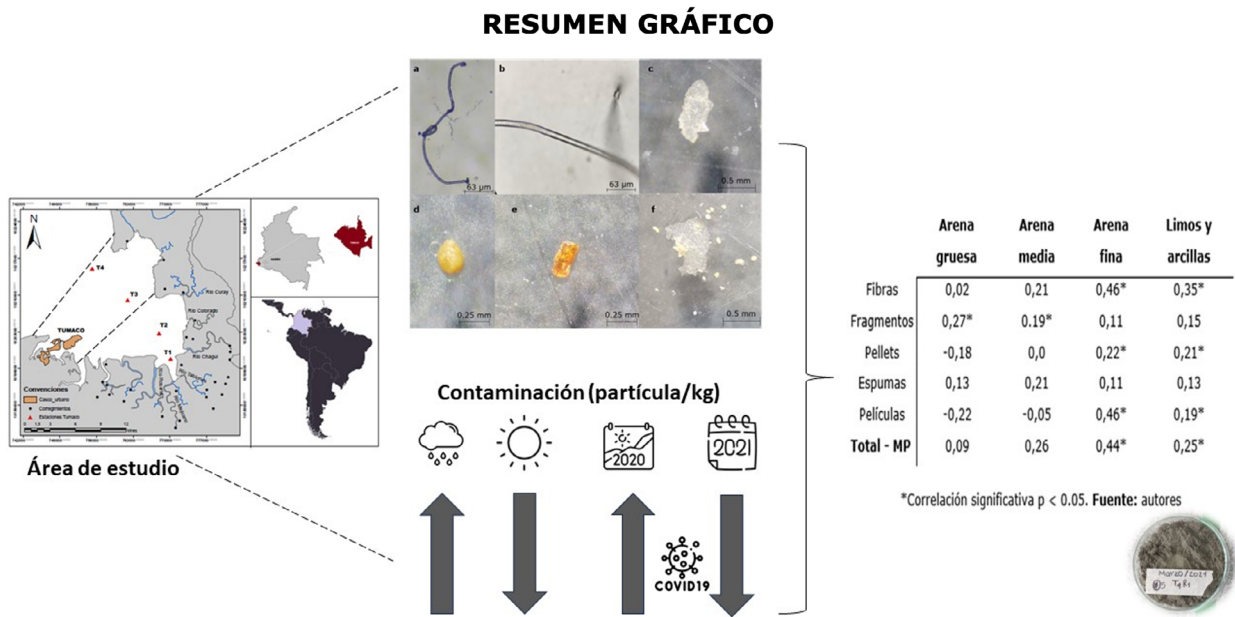 RESUMEN GRÁFICO
a
b
c
63 µm
63 µm
0.5 mm
d
e
f
0.25 mm
0.25 mm
0.5 mm
N
T4
T3
T2
T1
TUMACO
Río Curay
Río Colorado
Río Chagui
Convenciones
Casco_urbano
Corregimientos
Estaciones Tumaco
Área de estudio
Contaminación (partícula/kg)
2020
2021
COVID19
Arena gruesa Arena media Arena fina Limos y arcillas
Fibras 0,02 0,21 0,46* 0,35*
Fragmentos 0,27* 0.19* 0,11 0,15
Pellets -0,18 0,0 0,22* 0,21*
Espumas 0,13 0,21 0,11 0,13
Películas -0,22 -0,05 0,46* 0,19*
Total - MP 0,09 0,26 0,44* 0,25*
*Correlación significativa p < 0.05. Fuente: autores
Marzo/2021